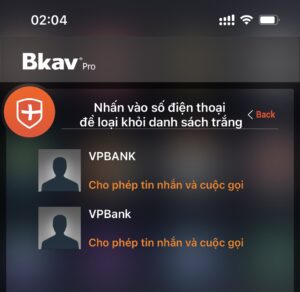 02:04
Bkav® Pro
Nhấn vào số điện thoại
để loại khỏi danh sách trắng
Back
VPBANK
Cho phép tin nhắn và cuộc gọi
VPBank
Cho phép tin nhắn và cuộc gọi